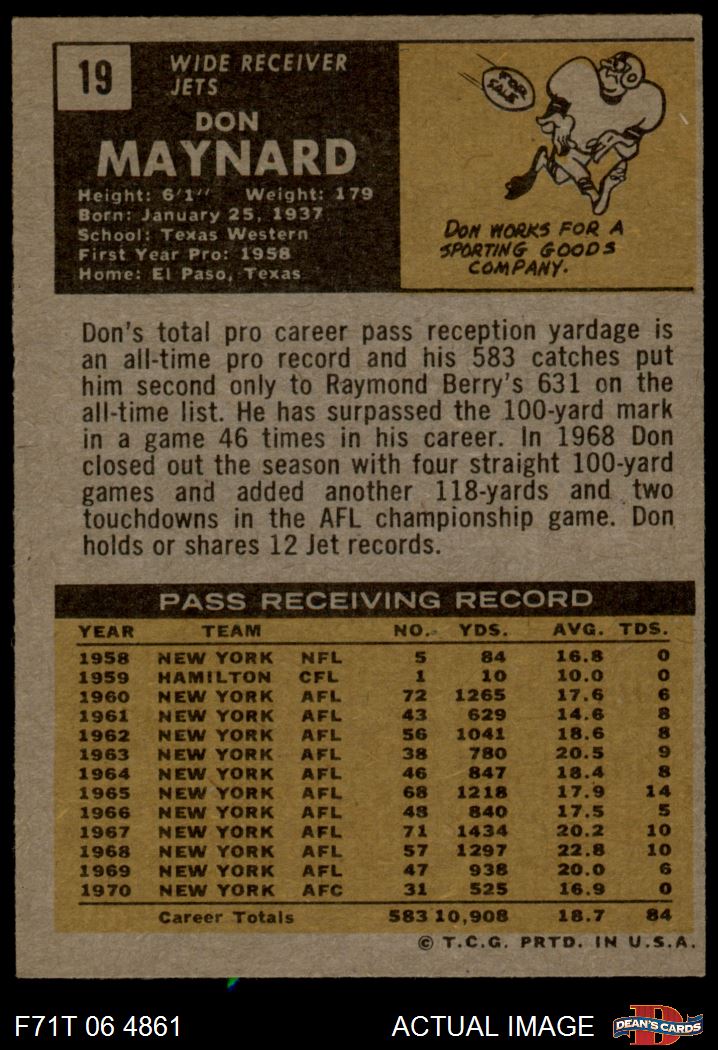 19
WIDE RECEIVER
JETS
DON
MAYNARD
Height: 6'1" Weight: 179
Born: January 25, 1937
School: Texas Western
First Year Pro: 1958
Home: El Paso, Texas
FOR
SALE
DON WORKS FOR A
SPORTING GOODS
COMPANY.
Don's total pro career pass reception yardage is
an all-time pro record and his 583 catches put
him second only to Raymond Berry's 631 on the
all-time list. He has surpassed the 100-yard mark
in a game 46 times in his career. In 1968 Don
closed out the season with four straight 100-yard
games and added another 118-yards and two
touchdowns in the AFL championship game. Don
holds or shares 12 Jet records.
PASS RECEIVING RECORD
YEAR TEAM NO. YDS. AVG. TDS.
1958 NEW YORK NFL 5 84 16.8 0
1959 HAMILTON CFL 1 10 10.0 0
1960 NEW YORK AFL 72 1265 17.6 6
1961 NEW YORK AFL 43 629 14.6 8
1962 NEW YORK AFL 56 1041 18.6 8
1963 NEW YORK AFL 38 780 20.5 9
1964 NEW YORK AFL 46 847 18.4 8
1965 NEW YORK AFL 68 1218 17.9 14
1966 NEW YORK AFL 48 840 17.5 5
1967 NEW YORK AFL 71 1434 20.2 10
1968 NEW YORK AFL 57 1297 22.8 10
1969 NEW YORK AFL 47 938 20.0 6
1970 NEW YORK AFC 31 525 16.9 0
Career Totals 583 10,908 18.7 84
© T.C.G. PRTD. IN U.S.A.
F71T 06 4861 ACTUAL IMAGE D DEAN'S CARDS